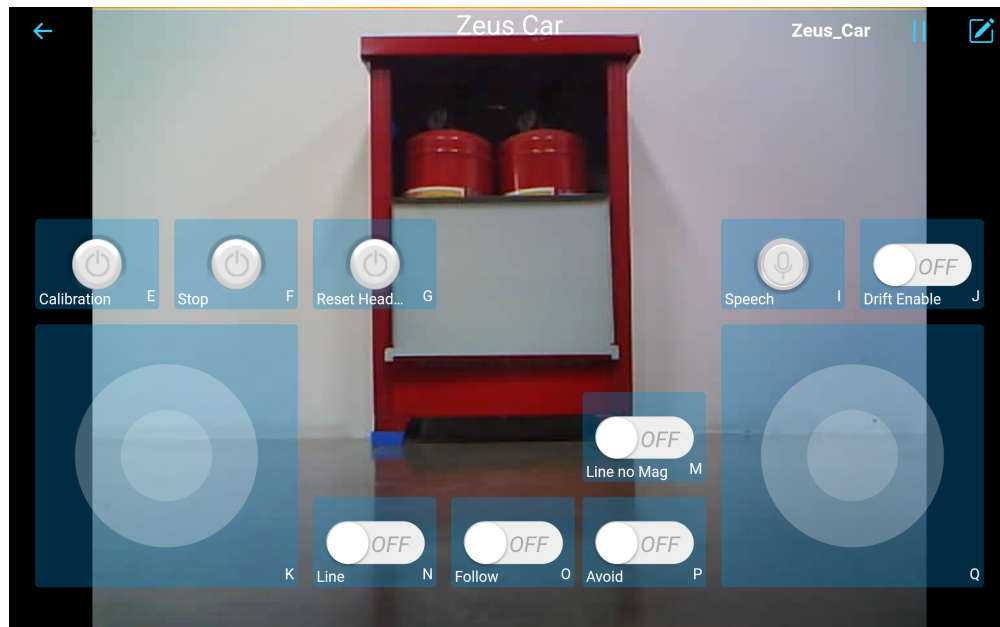 Zeus Car
Zeus_Car
Calibration E
Stop F
Reset Head... G
Speech I
OFF
Drift Enable J
OFF
Line no Mag M
K
OFF
Line N
OFF
Follow O
OFF
Avoid P
Q